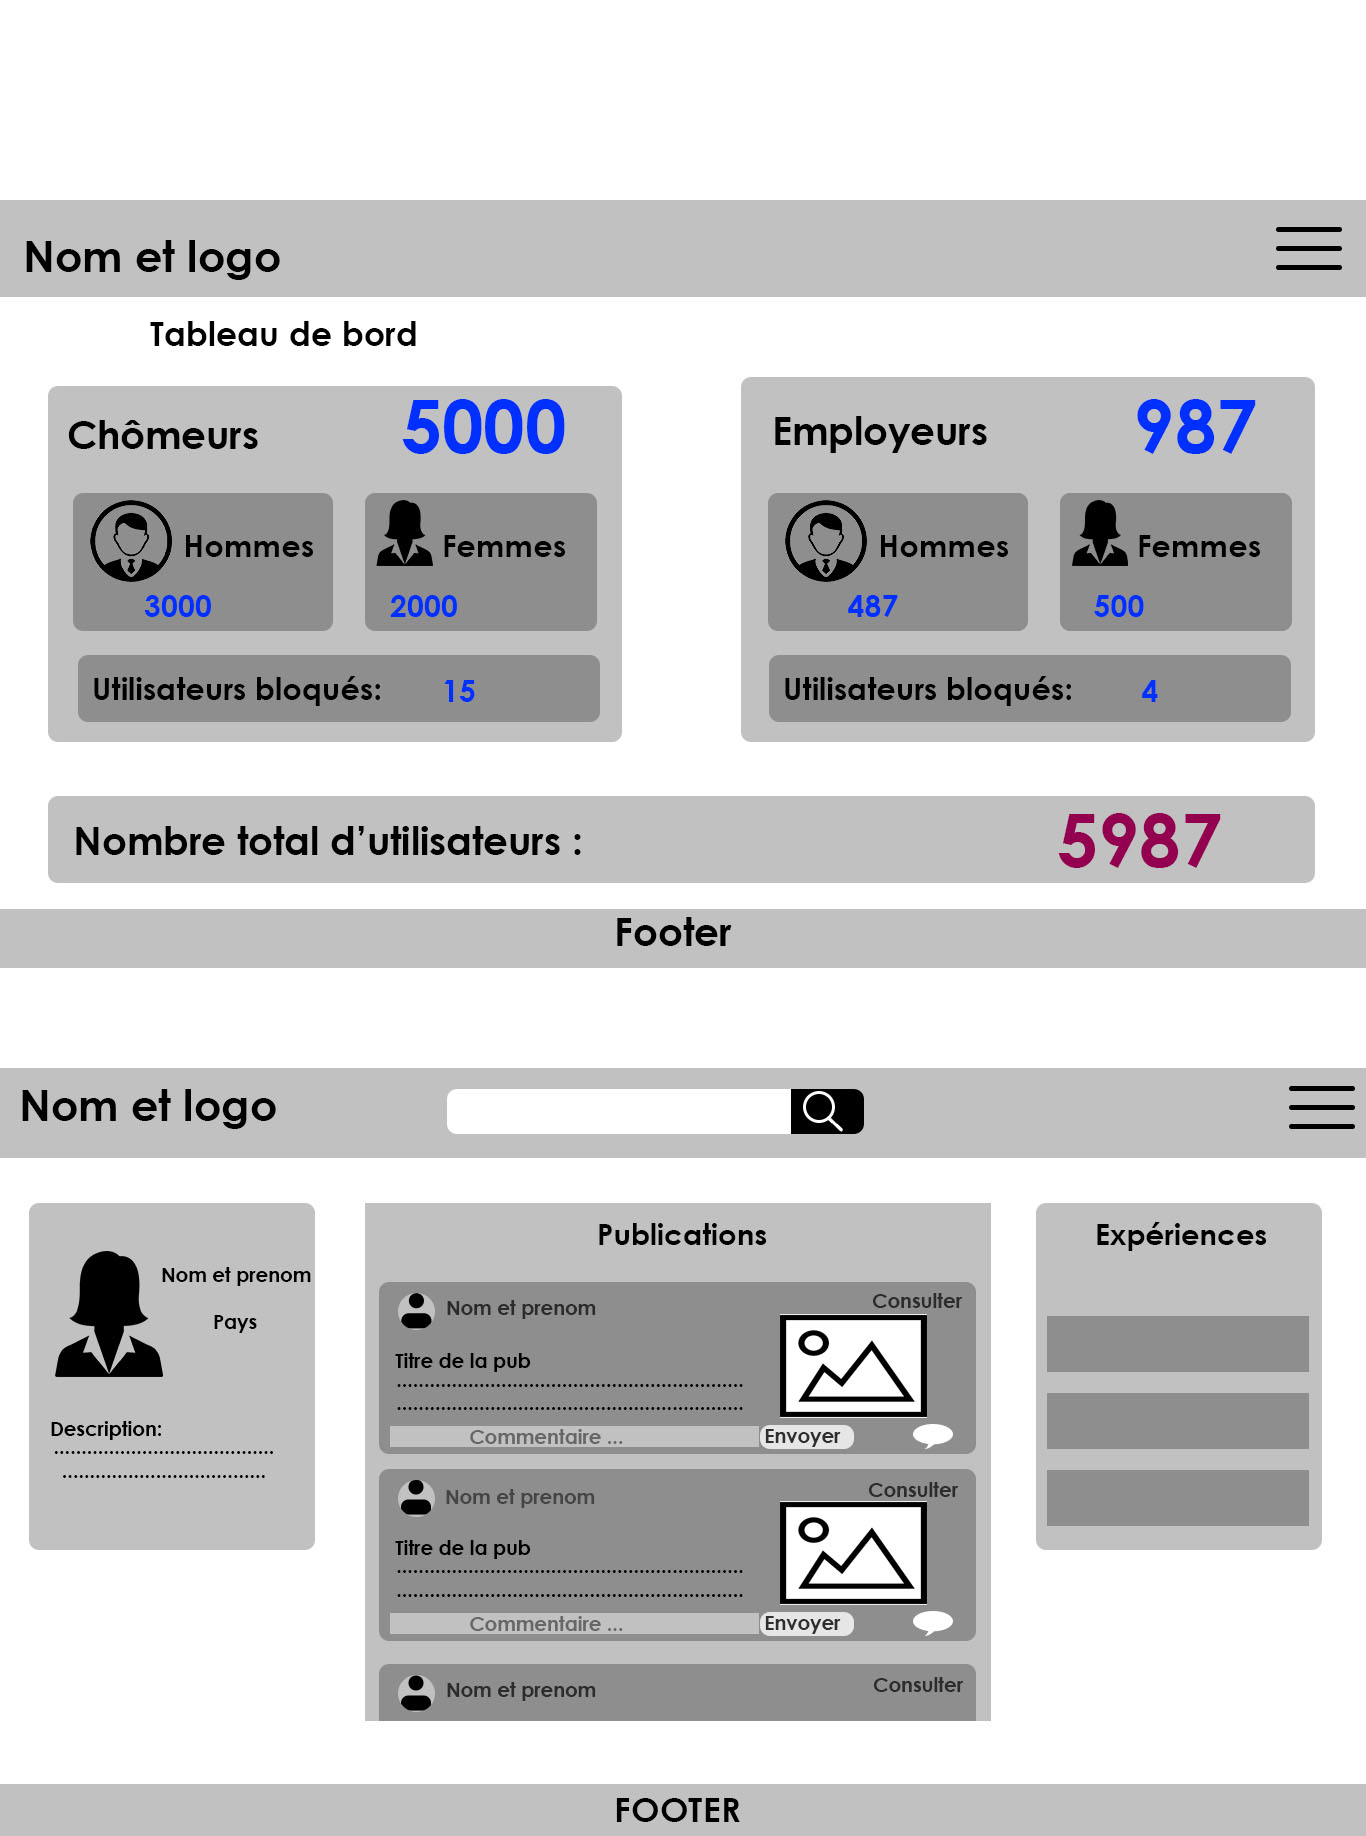 Nom et logo
Tableau de bord
Chômeurs 5000
Hommes
3000
Femmes
2000
Utilisateurs bloqués: 15
Employeurs 987
Hommes
487
Femmes
500
Utilisateurs bloqués: 4
Nombre total d’utilisateurs : 5987
Footer
Nom et logo
Nom et prenom
Pays
Description:
Publications
Nom et prenom
Consulter
Titre de la pub
Commentaire ...
Envoyer
Nom et prenom
Consulter
Titre de la pub
Commentaire ...
Envoyer
Nom et prenom
Consulter
Expériences
FOOTER